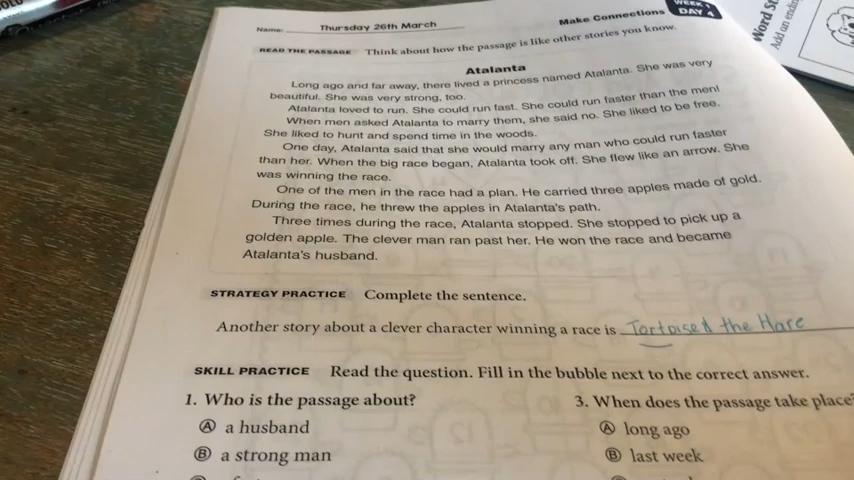 Name: Thursday 26th March
Make Connections
WEEK 1
DAY 4
READ THE PASSAGE Think about how the passage is like other stories you know.
Atalanta
Long ago and far away, there lived a princess named Atalanta. She was very
beautiful. She was very strong, too.
Atalanta loved to run. She could run fast. She could run faster than the men!
When men asked Atalanta to marry them, she said no. She liked to be free.
She liked to hunt and spend time in the woods.
One day, Atalanta said that she would marry any man who could run faster
than her. When the big race began, Atalanta took off. She flew like an arrow. She
was winning the race.
One of the men in the race had a plan. He carried three apples made of gold.
During the race, he threw the apples in Atalanta's path.
Three times during the race, Atalanta stopped. She stopped to pick up a
golden apple. The clever man ran past her. He won the race and became
Atalanta's husband.
STRATEGY PRACTICE Complete the sentence.
Another story about a clever character winning a race is Tortoise & the Hare
SKILL PRACTICE Read the question. Fill in the bubble next to the correct answer.
1. Who is the passage about?
A a husband
B a strong man
3. When does the passage take place?
A long ago
B last week
Word St
Add an ending